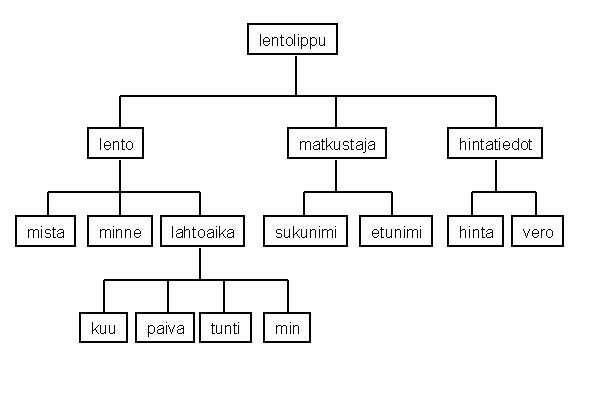 lentolippu
lento
matkustaja
hintatiedot
mista
minne
lahtoaika
sukunimi
etunimi
hinta
vero
kuu
paiva
tunti
min